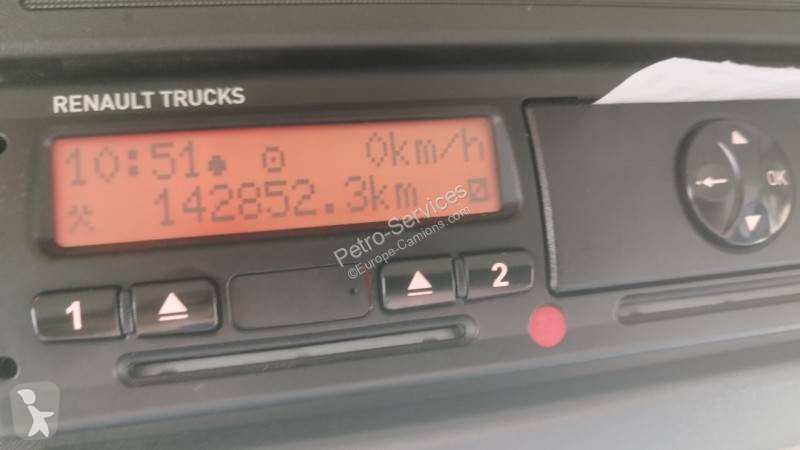 RENAULT TRUCKS
10:51 0km/h
142852.3km
OK
1
2
Petro-Services
©Europe-Camions.com